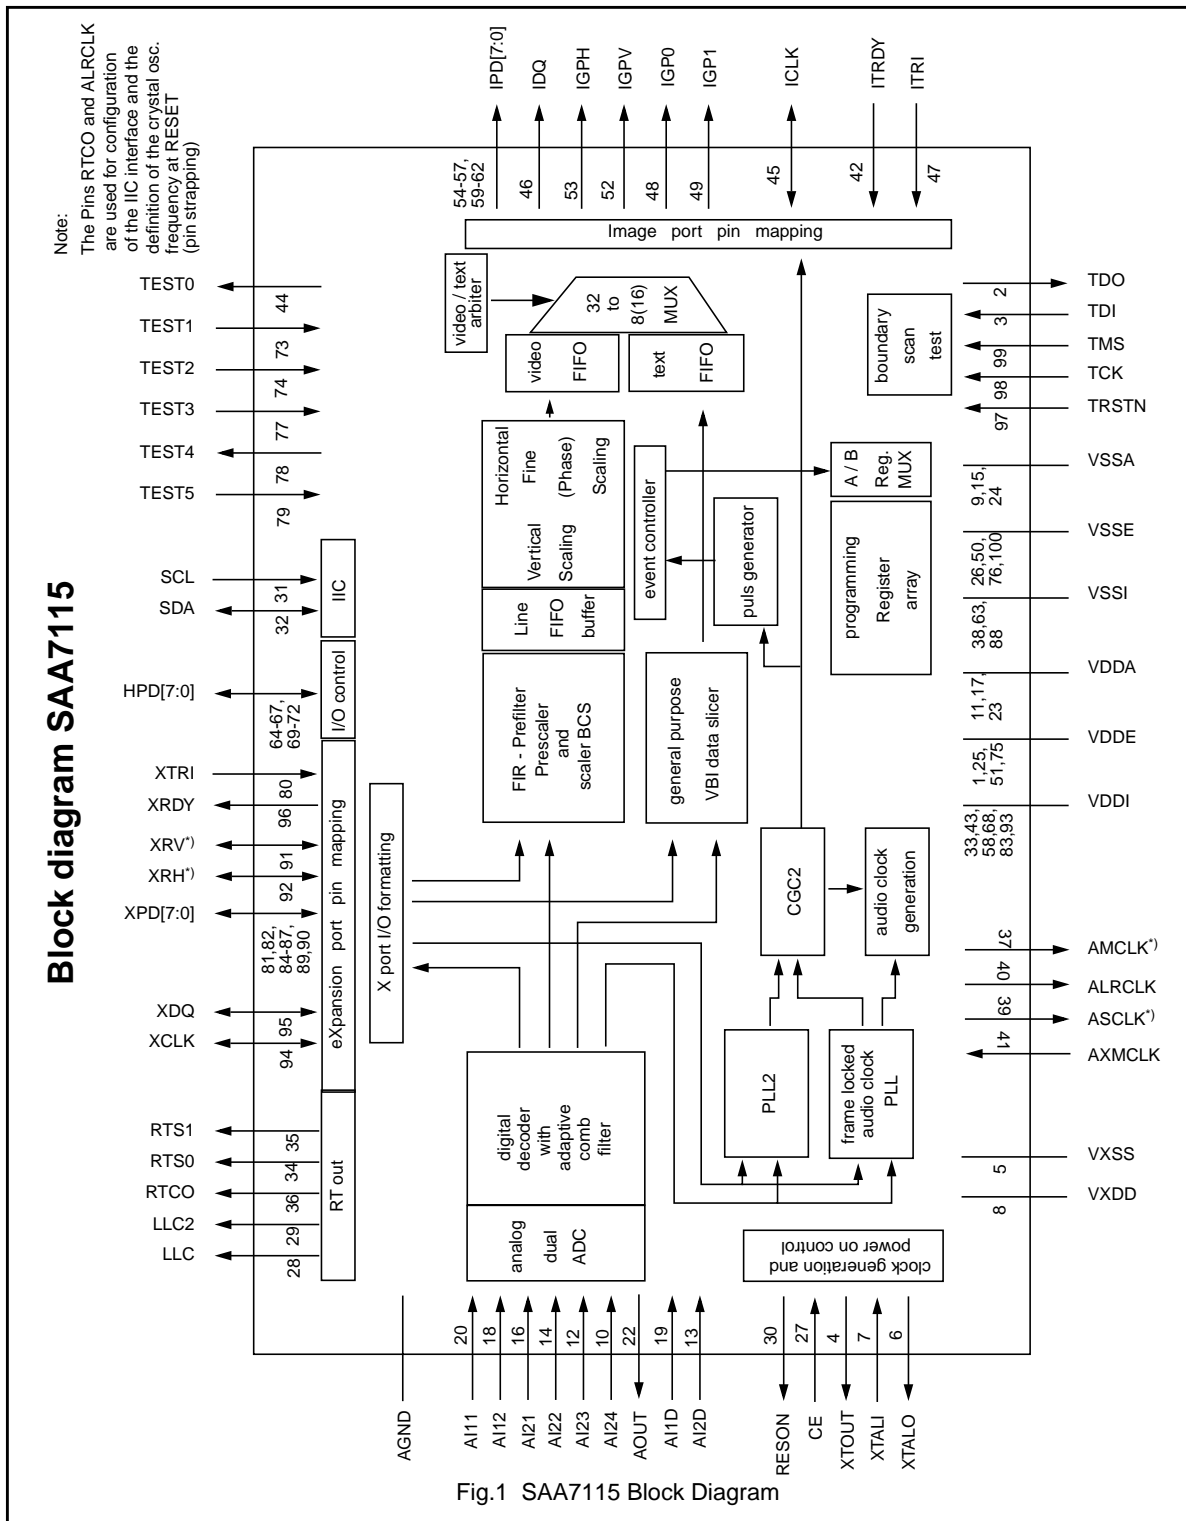 Block diagram SAA7115
Note:
The Pins RTCO and ALRCLK
are used for configuration
of the IIC interface and the
definition of the crystal osc.
frequency at RESET
(pin strapping)
IPD[7:0]
IDQ
IGPH
IGPV
IGP0
IGP1
ICLK
ITRDY
ITRI
54-57,
59-62
46
53
52
48
49
45
42
47
Image port pin mapping
TEST0
44
TEST1
73
TEST2
74
TEST3
77
TEST4
78
TEST5
79
SCL
31
SDA
32
IIC
HPD[7:0]
64-67,
69-72
I/O control
XTRI
80
XRDY
96
XRV*)
91
XRH*)
92
XPD[7:0]
81,82,
84-87,
89,90
XDQ
95
XCLK
94
eXpansion port pin mapping
X port I/O formatting
RTS1
35
RTS0
34
RTCO
36
LLC2
29
LLC
28
RT out
video / text
arbiter
32
to
8(16)
MUX
video
FIFO
text
FIFO
Horizontal
Fine
(Phase)
Scaling
Vertical
Scaling
Line
FIFO
buffer
FIR - Prefilter
Prescaler
and
scaler BCS
event controller
puls generator
general purpose
VBI data slicer
boundary
scan
test
A / B
Reg.
MUX
programming
Register
array
CGC2
audio clock
generation
PLL2
frame locked
audio clock
PLL
digital
decoder
with
adaptive
comb
filter
analog
dual
ADC
clock generation and
power on control
TDO
2
TDI
3
TMS
99
TCK
98
TRSTN
97
VSSA
9,15,
24
VSSE
26,50,
76,100
VSSI
38,63,
88
VDDA
11,17,
23
VDDE
1,25,
51,75
VDDI
33,43,
58,68,
83,93
AMCLK*)
37
ALRCLK
40
ASCLK*)
39
AXMCLK
41
VXSS
5
VXDD
8
20
18
16
14
12
10
22
19
13
30
27
4
7
6
AGND
AI11
AI12
AI21
AI22
AI23
AI24
AOUT
AI1D
AI2D
RESON
CE
XTOUT
XTALI
XTALO
Fig.1 SAA7115 Block Diagram